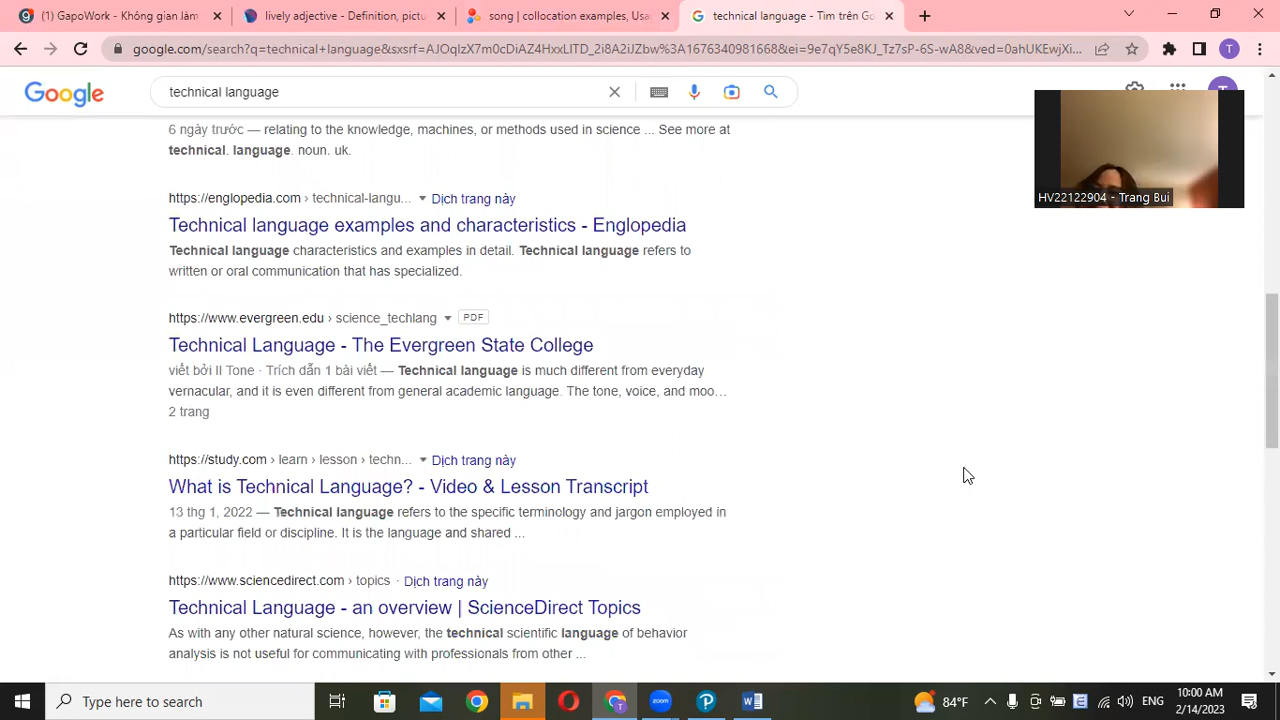 (1) GapoWork - Không gian làm
lively adjective - Definition, pictu
song | collocation examples, Usa
technical language - Tìm trên Go
google.com/search?q=technical+language&sxsrf=AJOqlzX7m0cDiAZ4HxxLITD_2i8A2iJZbw%3A1676340981668&ei=9e7qY5e8KJ_Tz7sP-6S-wA8&ved=0ahUKEwjXi...
T
Google
technical language
T
6 ngày trước — relating to the knowledge, machines, or methods used in science ... See more at
technical. language. noun. uk.
https://englopedia.com › technical-langu... Dịch trang này
Technical language examples and characteristics - Englopedia
Technical language characteristics and examples in detail. Technical language refers to
written or oral communication that has specialized.
https://www.evergreen.edu › science_techlang PDF
Technical Language - The Evergreen State College
viết bởi II Tone · Trích dẫn 1 bài viết — Technical language is much different from everyday
vernacular, and it is even different from general academic language. The tone, voice, and moo...
2 trang
https://study.com › learn › lesson › techn... Dịch trang này
What is Technical Language? - Video & Lesson Transcript
13 thg 1, 2022 — Technical language refers to the specific terminology and jargon employed in
a particular field or discipline. It is the language and shared ...
https://www.sciencedirect.com › topics · Dịch trang này
Technical Language - an overview | ScienceDirect Topics
As with any other natural science, however, the technical scientific language of behavior
analysis is not useful for communicating with professionals from other ...
HV22122904 - Trang Bui
Type here to search
zoom
84°F
ENG
10:00 AM
2/14/2023